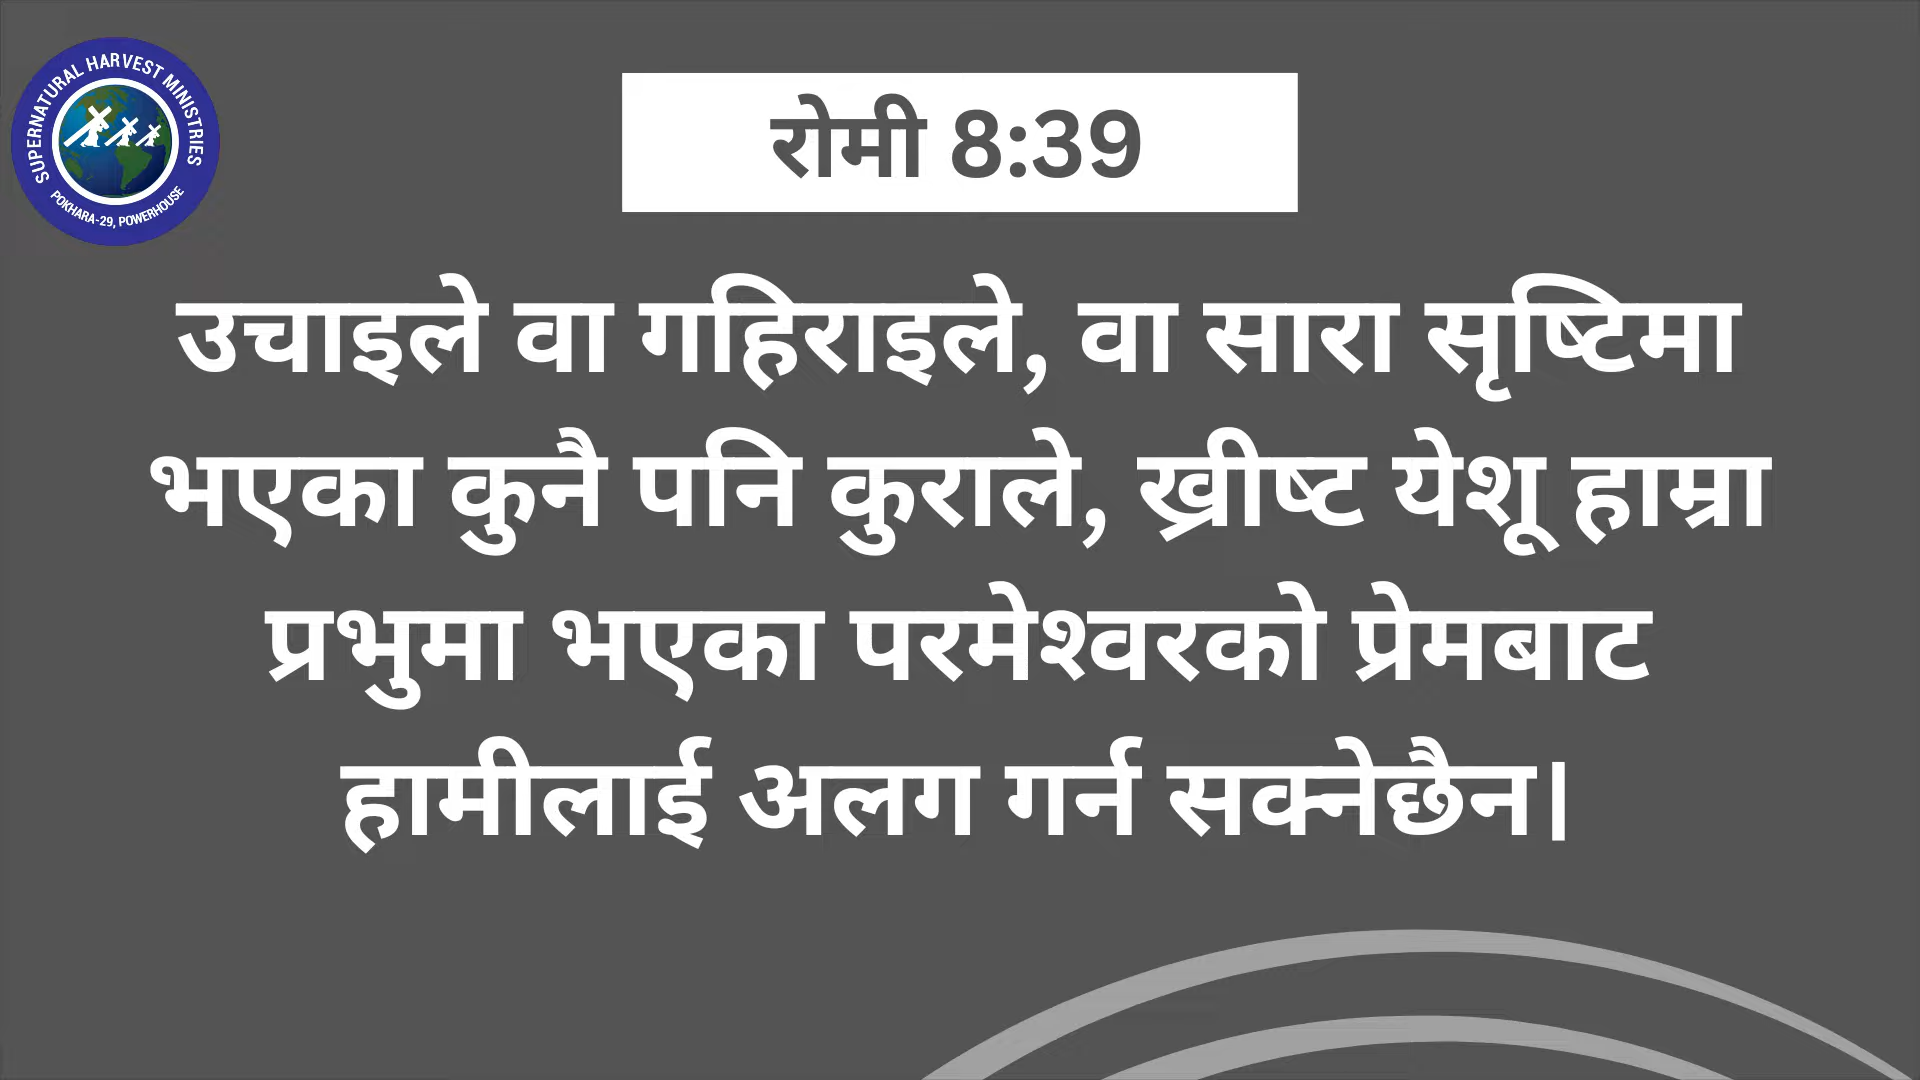 SUPERNATURAL HARVEST MINISTRIES
POKHARA-29, POWERHOUSE
रोमी 8:39
उचाइले वा गहिराइले, वा सारा सृष्टिमा
भएका कुनै पनि कुराले, ख्रीष्ट येशू हाम्रा
प्रभुमा भएका परमेश्वरको प्रेमबाट
हामीलाई अलग गर्न सक्नेछैन।